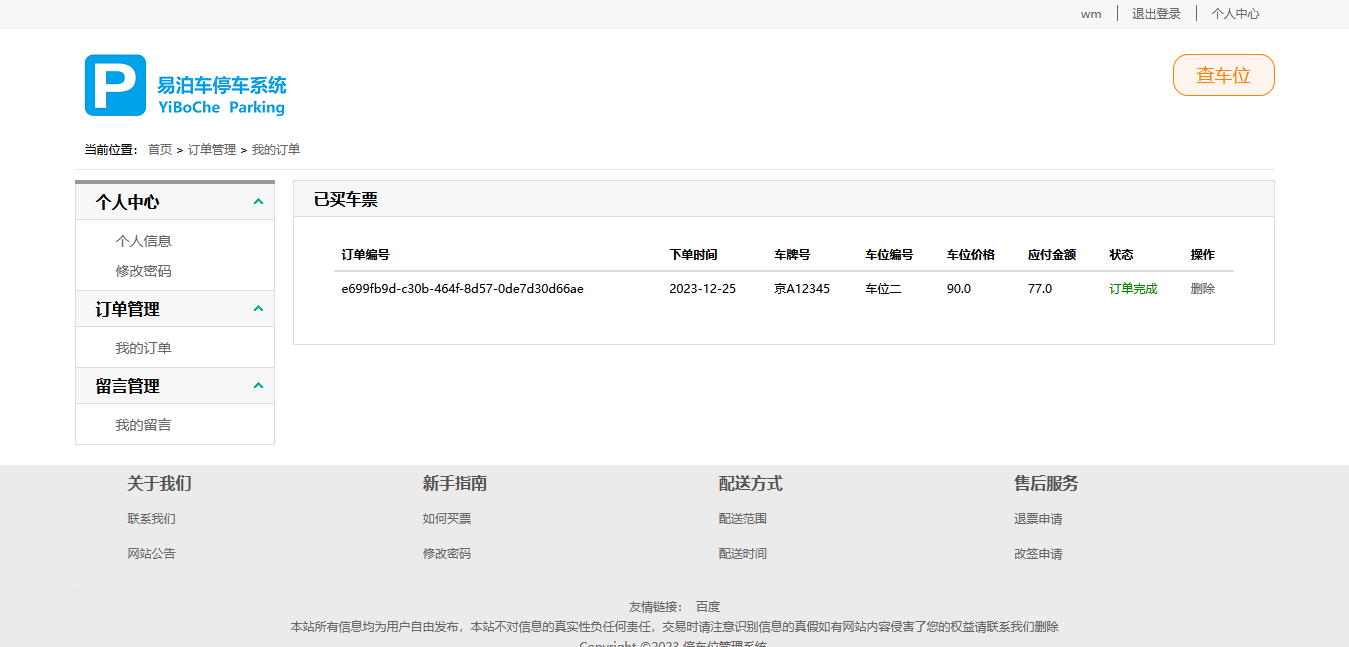 wm 退出登录 个人中心
易泊车停车系统
YiBoChe Parking
查车位
当前位置: 首页 > 订单管理 > 我的订单
个人中心
个人信息
修改密码
订单管理
我的订单
留言管理
我的留言
已买车票
订单编号 下单时间 车牌号 车位编号 车位价格 应付金额 状态 操作
e699fb9d-c30b-464f-8d57-0de7d30d66ae 2023-12-25 京A12345 车位二 90.0 77.0 订单完成 删除
关于我们 新手指南 配送方式 售后服务
联系我们 如何买票 配送范围 退票申请
网站公告 修改密码 配送时间 改签申请
友情链接: 百度
本站所有信息均为用户自由发布，本站不对信息的真实性负任何责任，交易时请注意识别信息的真假如有网站内容侵害了您的权益请联系我们删除
Copyright ©2023 停车位管理系统